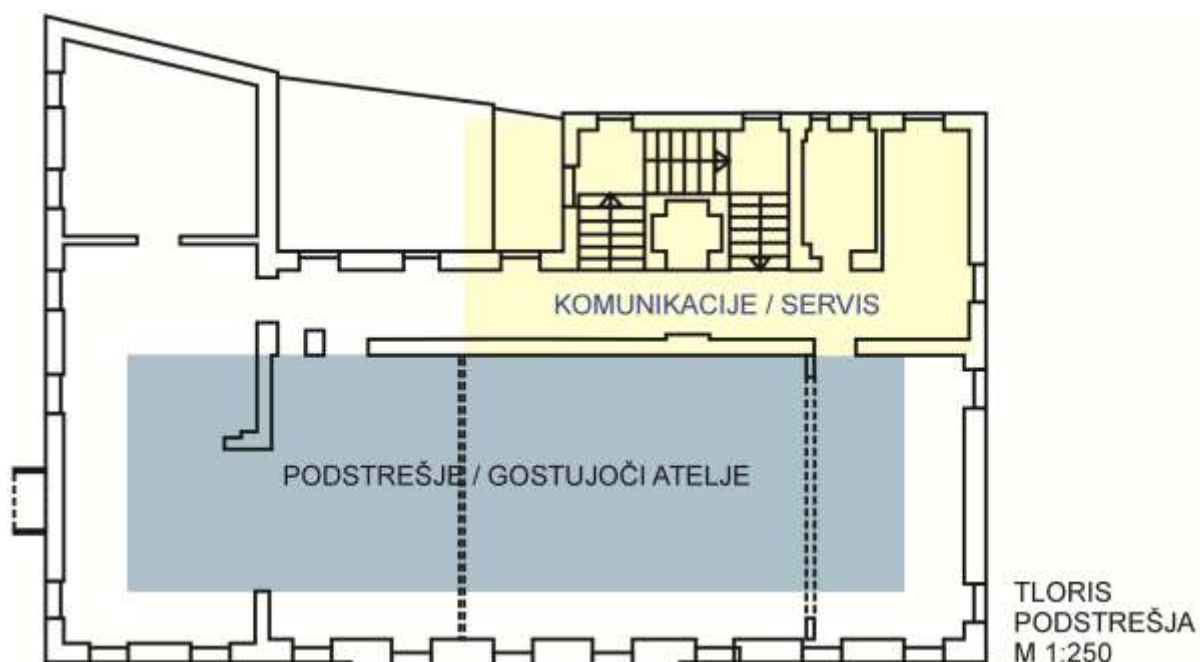 KOMUNIKACIJE / SERVIS
PODSTREŠJE / GOSTUJOČI ATELJE
TLORIS
PODSTREŠJA
M 1:250